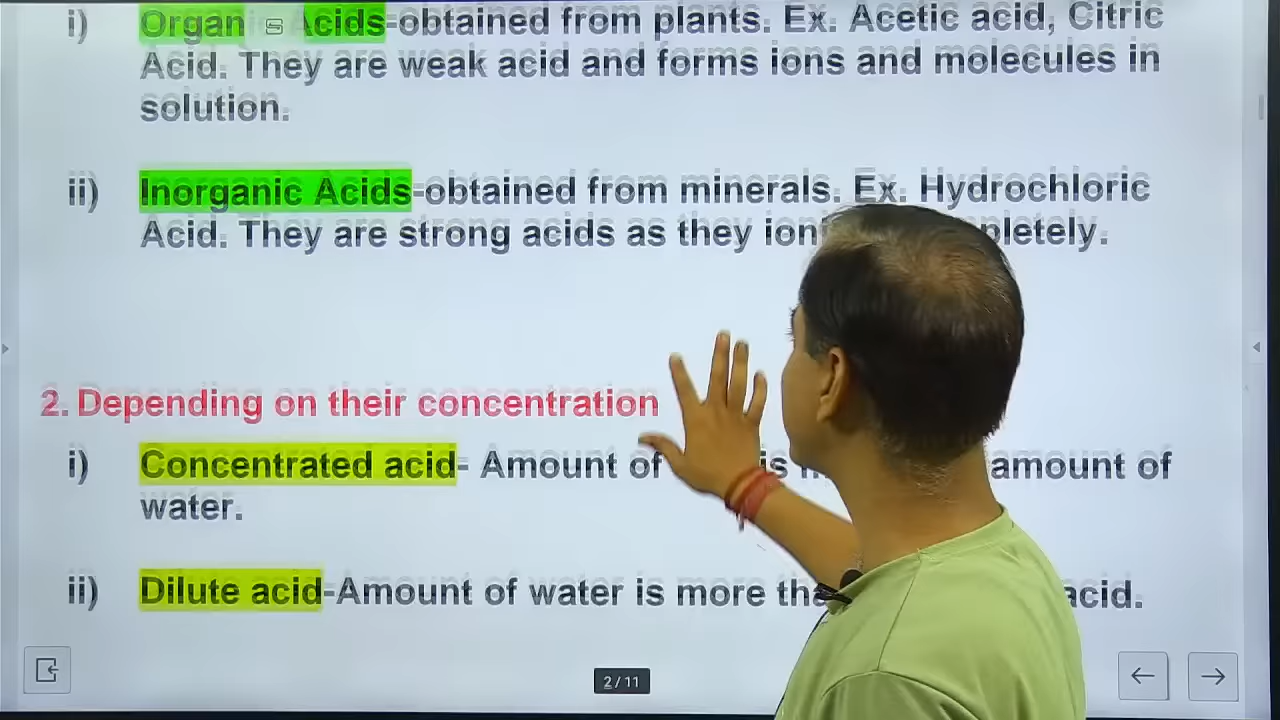 i) Organ Acids-obtained from plants. Ex. Acetic acid, Citric
Acid. They are weak acid and forms ions and molecules in
solution.
ii) Inorganic Acids-obtained from minerals. Ex. Hydrochloric
Acid. They are strong acids as they ion pletely.
2. Depending on their concentration
i) Concentrated acid- Amount of is amount of
water.
ii) Dilute acid-Amount of water is more tha acid.
2 / 11